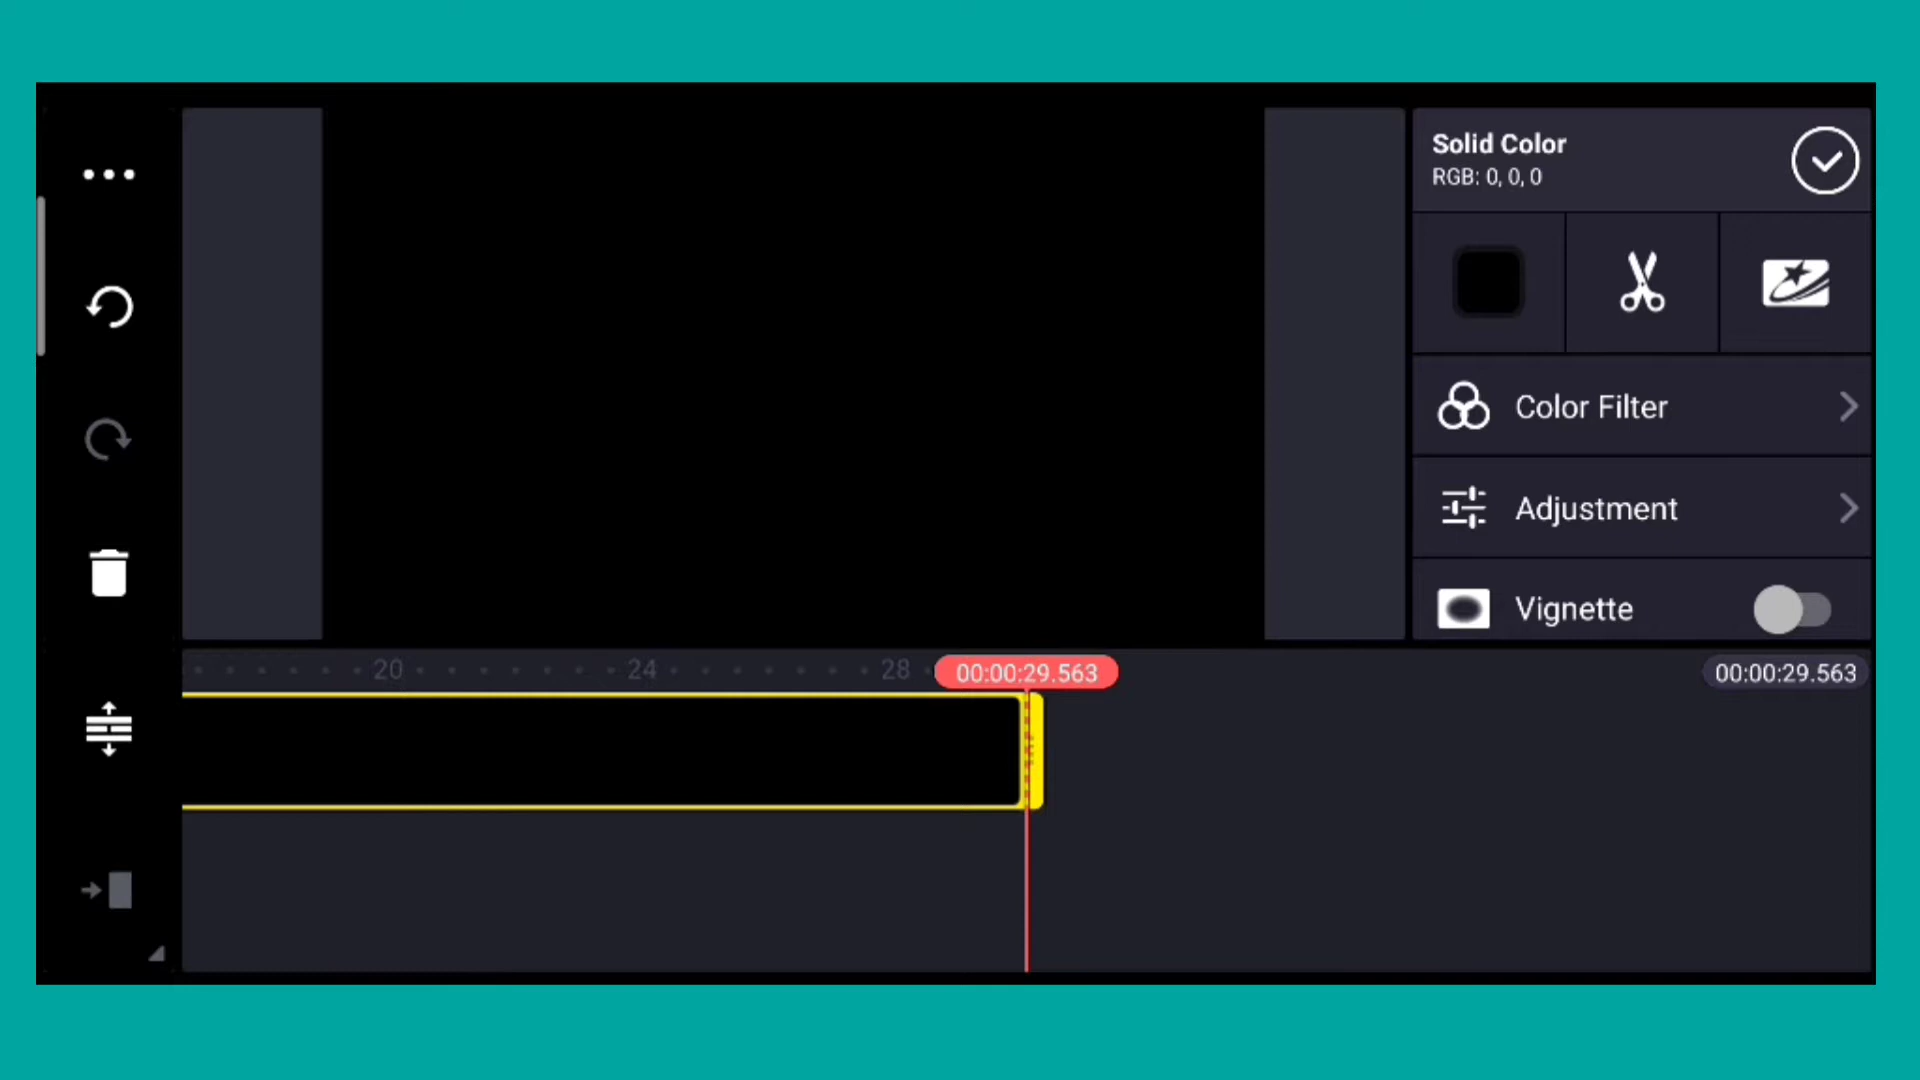 Solid Color
RGB: 0, 0, 0
Color Filter
Adjustment
Vignette
20
24
28
00:00:29.563
00:00:29.563